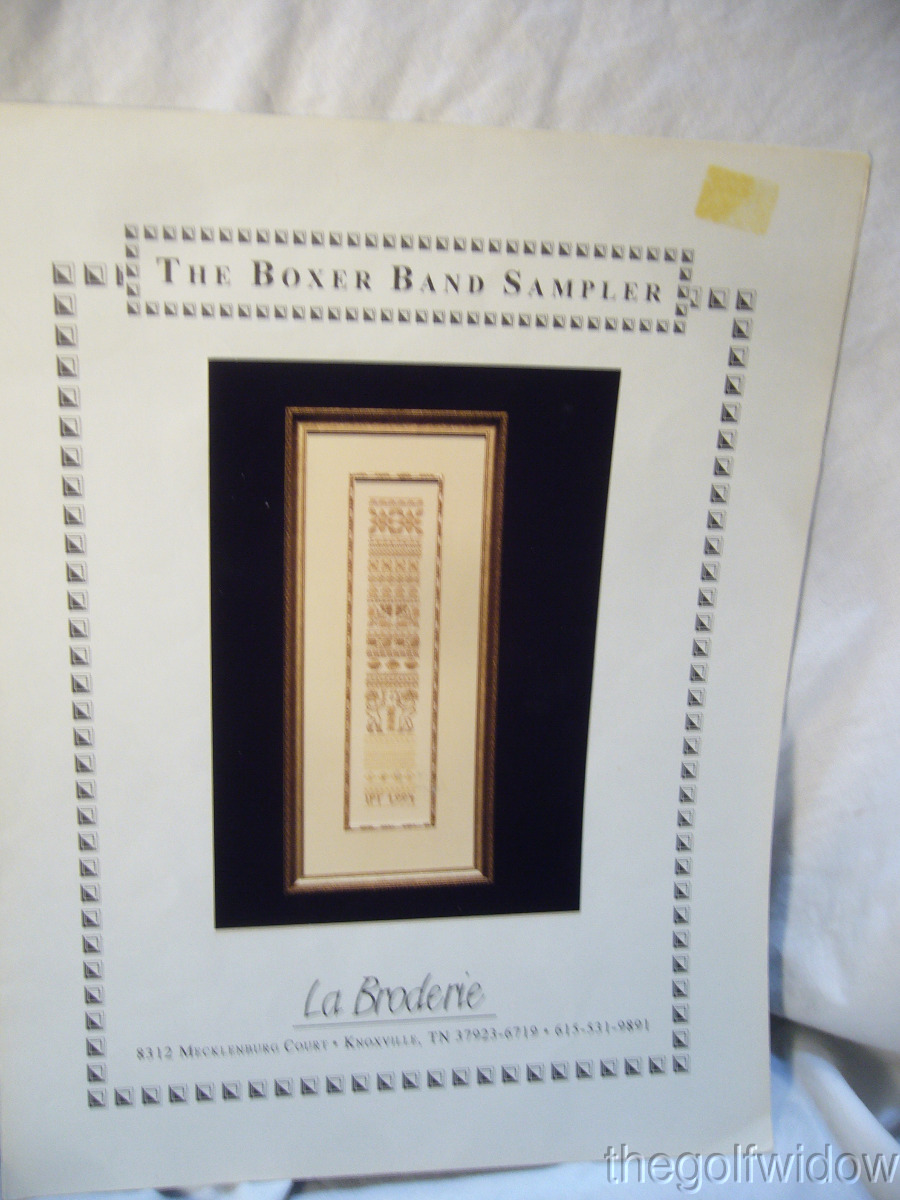 THE BOXER BAND SAMPLER
La Broderie
8312 MECKLENBURG COURT • KNOXVILLE, TN 37923-6719 • 615-531-9891
thegolfwidow